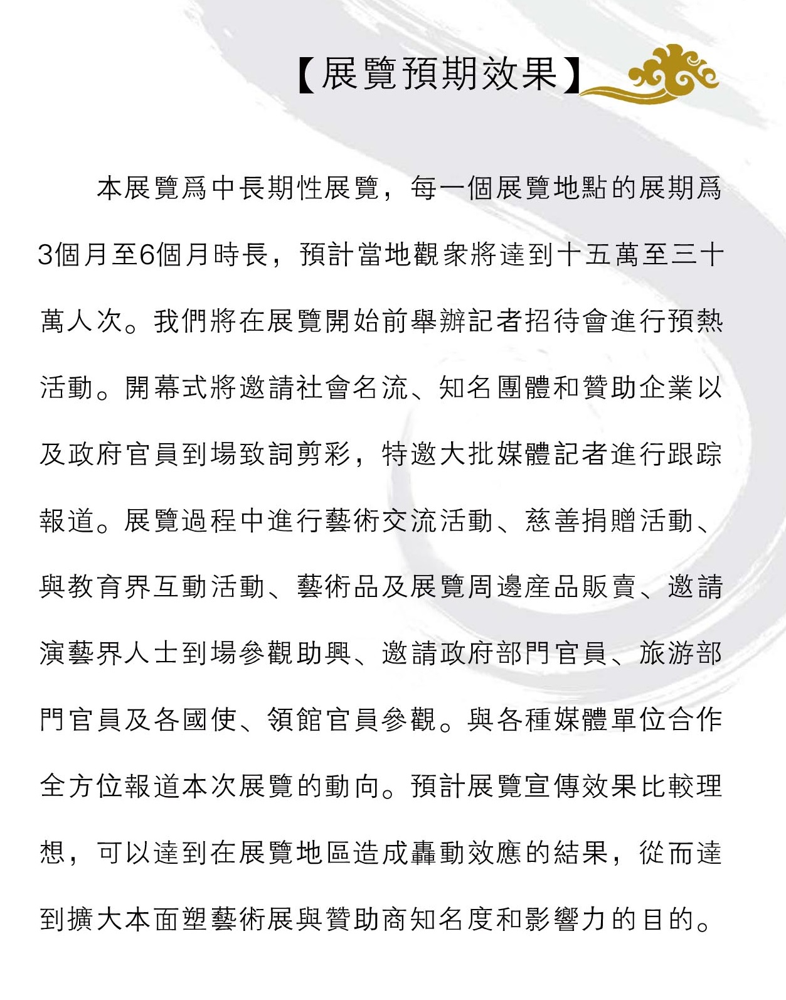 【展覽預期效果】
本展覽爲中長期性展覽，每一個展覽地點的展期爲
3個月至6個月時長，預計當地觀衆將達到十五萬至三十
萬人次。我們將在展覽開始前舉辦記者招待會進行預熱
活動。開幕式將邀請社會名流、知名團體和贊助企業以
及政府官員到場致詞剪彩，特邀大批媒體記者進行跟踪
報道。展覽過程中進行藝術交流活動、慈善捐贈活動、
與教育界互動活動、藝術品及展覽周邊産品販賣、邀請
演藝界人士到場參觀助興、邀請政府部門官員、旅游部
門官員及各國使、領館官員參觀。與各種媒體單位合作
全方位報道本次展覽的動向。預計展覽宣傳效果比較理
想，可以達到在展覽地區造成轟動效應的結果，從而達
到擴大本面塑藝術展與贊助商知名度和影響力的目的。